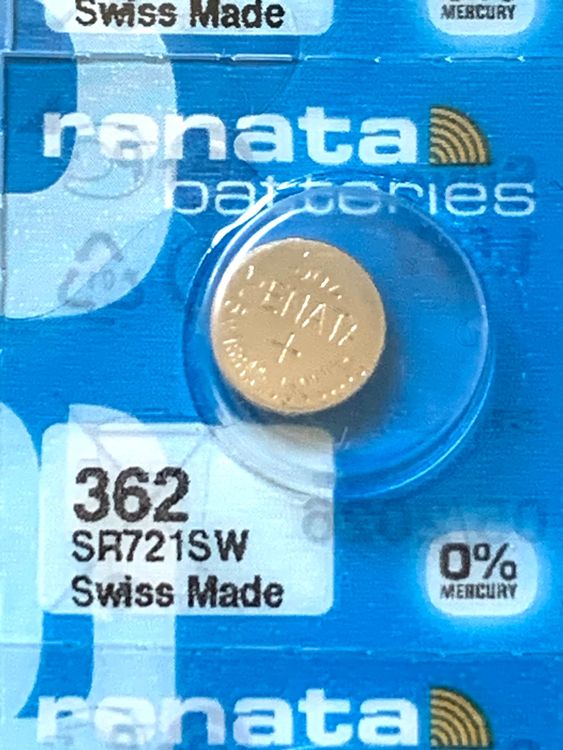 Swiss Made
MERCURY
renata
batteries
RENATA
+
362
SR721SW
Swiss Made
0%
MERCURY
renata